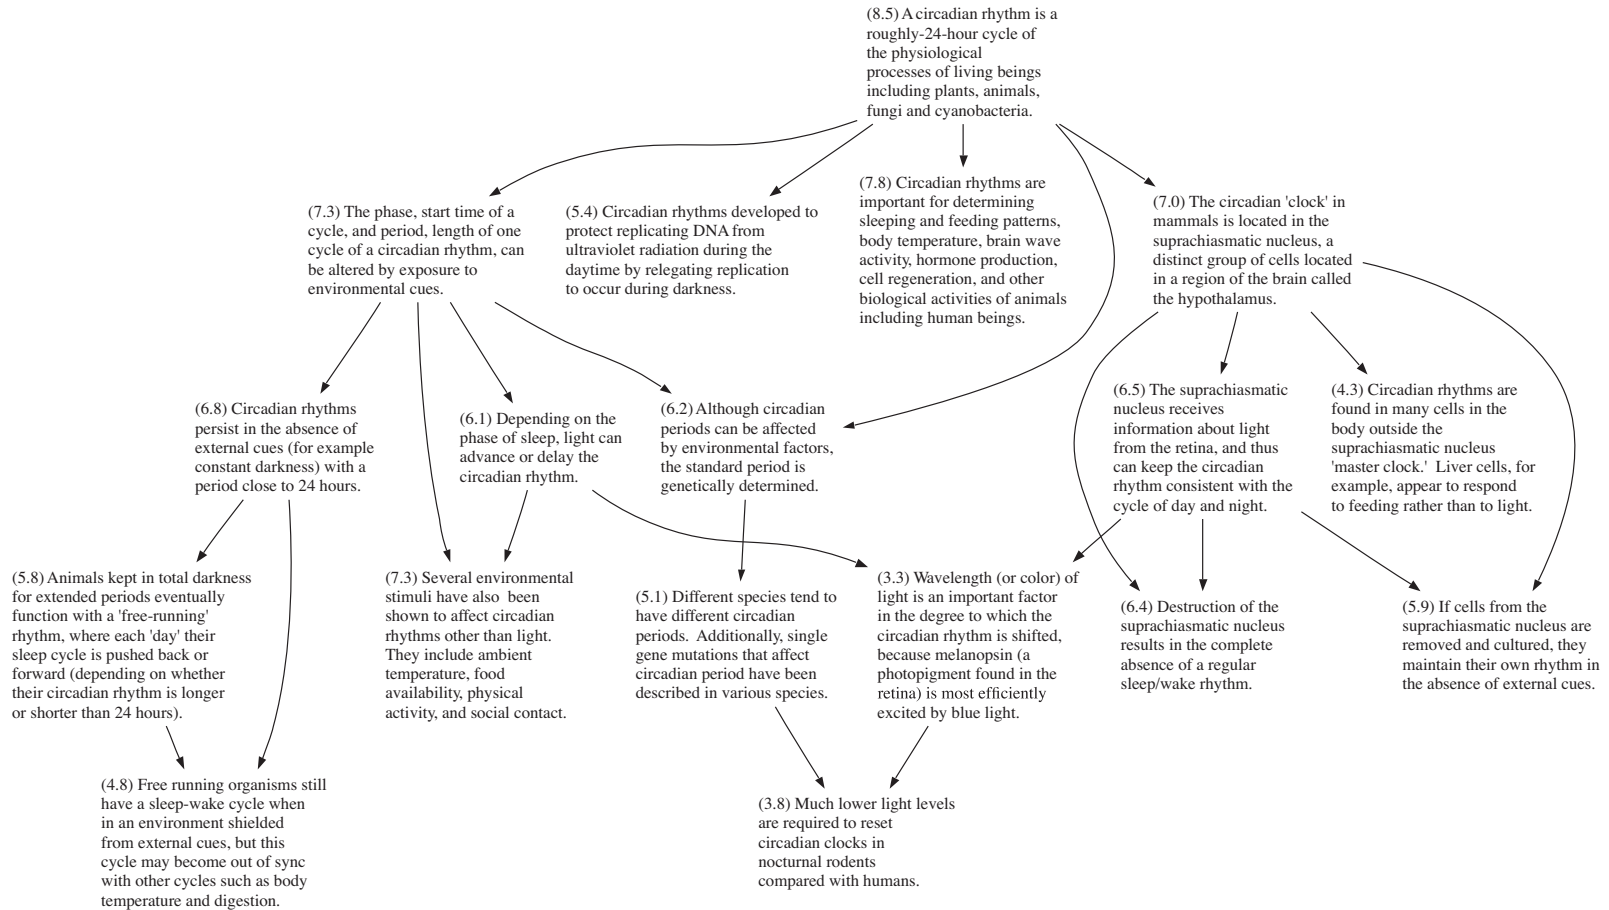 (8.5) A circadian rhythm is a
roughly-24-hour cycle of
the physiological
processes of living beings
including plants, animals,
fungi and cyanobacteria.
(7.3) The phase, start time of a
cycle, and period, length of one
cycle of a circadian rhythm, can
be altered by exposure to
environmental cues.
(5.4) Circadian rhythms developed to
protect replicating DNA from
ultraviolet radiation during the
daytime by relegating replication
to occur during darkness.
(7.8) Circadian rhythms are
important for determining
sleeping and feeding patterns,
body temperature, brain wave
activity, hormone production,
cell regeneration, and other
biological activities of animals
including human beings.
(7.0) The circadian 'clock' in
mammals is located in the
suprachiasmatic nucleus, a
distinct group of cells located
in a region of the brain called
the hypothalamus.
(6.8) Circadian rhythms
persist in the absence of
external cues (for example
constant darkness) with a
period close to 24 hours.
(6.1) Depending on the
phase of sleep, light can
advance or delay the
circadian rhythm.
(6.2) Although circadian
periods can be affected
by environmental factors,
the standard period is
genetically determined.
(6.5) The suprachiasmatic
nucleus receives
information about light
from the retina, and thus
can keep the circadian
rhythm consistent with the
cycle of day and night.
(4.3) Circadian rhythms are
found in many cells in the
body outside the
suprachiasmatic nucleus
'master clock.' Liver cells, for
example, appear to respond
to feeding rather than to light.
(5.8) Animals kept in total darkness
for extended periods eventually
function with a 'free-running'
rhythm, where each 'day' their
sleep cycle is pushed back or
forward (depending on whether
their circadian rhythm is longer
or shorter than 24 hours).
(7.3) Several environmental
stimuli have also been
shown to affect circadian
rhythms other than light.
They include ambient
temperature, food
availability, physical
activity, and social contact.
(5.1) Different species tend to
have different circadian
periods. Additionally, single
gene mutations that affect
circadian period have been
described in various species.
(3.3) Wavelength (or color) of
light is an important factor
in the degree to which the
circadian rhythm is shifted,
because melanopsin (a
photopigment found in the
retina) is most efficiently
excited by blue light.
(6.4) Destruction of the
suprachiasmatic nucleus
results in the complete
absence of a regular
sleep/wake rhythm.
(5.9) If cells from the
suprachiasmatic nucleus are
removed and cultured, they
maintain their own rhythm in
the absence of external cues.
(4.8) Free running organisms still
have a sleep-wake cycle when
in an environment shielded
from external cues, but this
cycle may become out of sync
with other cycles such as body
temperature and digestion.
(3.8) Much lower light levels
are required to reset
circadian clocks in
nocturnal rodents
compared with humans.